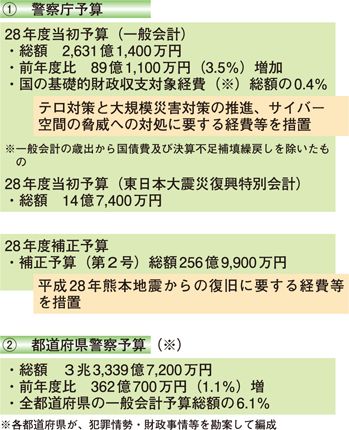 ① 警察庁予算
28年度当初予算（一般会計）
・総額 2,631億1,400万円
・前年度比 89億1,100万円（3.5%）増加
・国の基礎的財政収支対象経費（※）総額の0.4%
テロ対策と大規模災害対策の推進、サイバー
空間の脅威への対処に要する経費等を措置
※一般会計の歳出から国債費及び決算不足補填繰戻しを除いたも
の
28年度当初予算（東日本大震災復興特別会計）
・総額 14億7,400万円
28年度補正予算
・補正予算（第２号）総額256億9,900万円
平成28年熊本地震からの復旧に要する経費等
を措置
② 都道府県警察予算（※）
・総額 ３兆3,339億7,200万円
・前年度比 362億700万円（1.1%）増
・全都道府県の一般会計予算総額の6.1%
※各都道府県が、犯罪情勢・財政事情等を勘案して編成